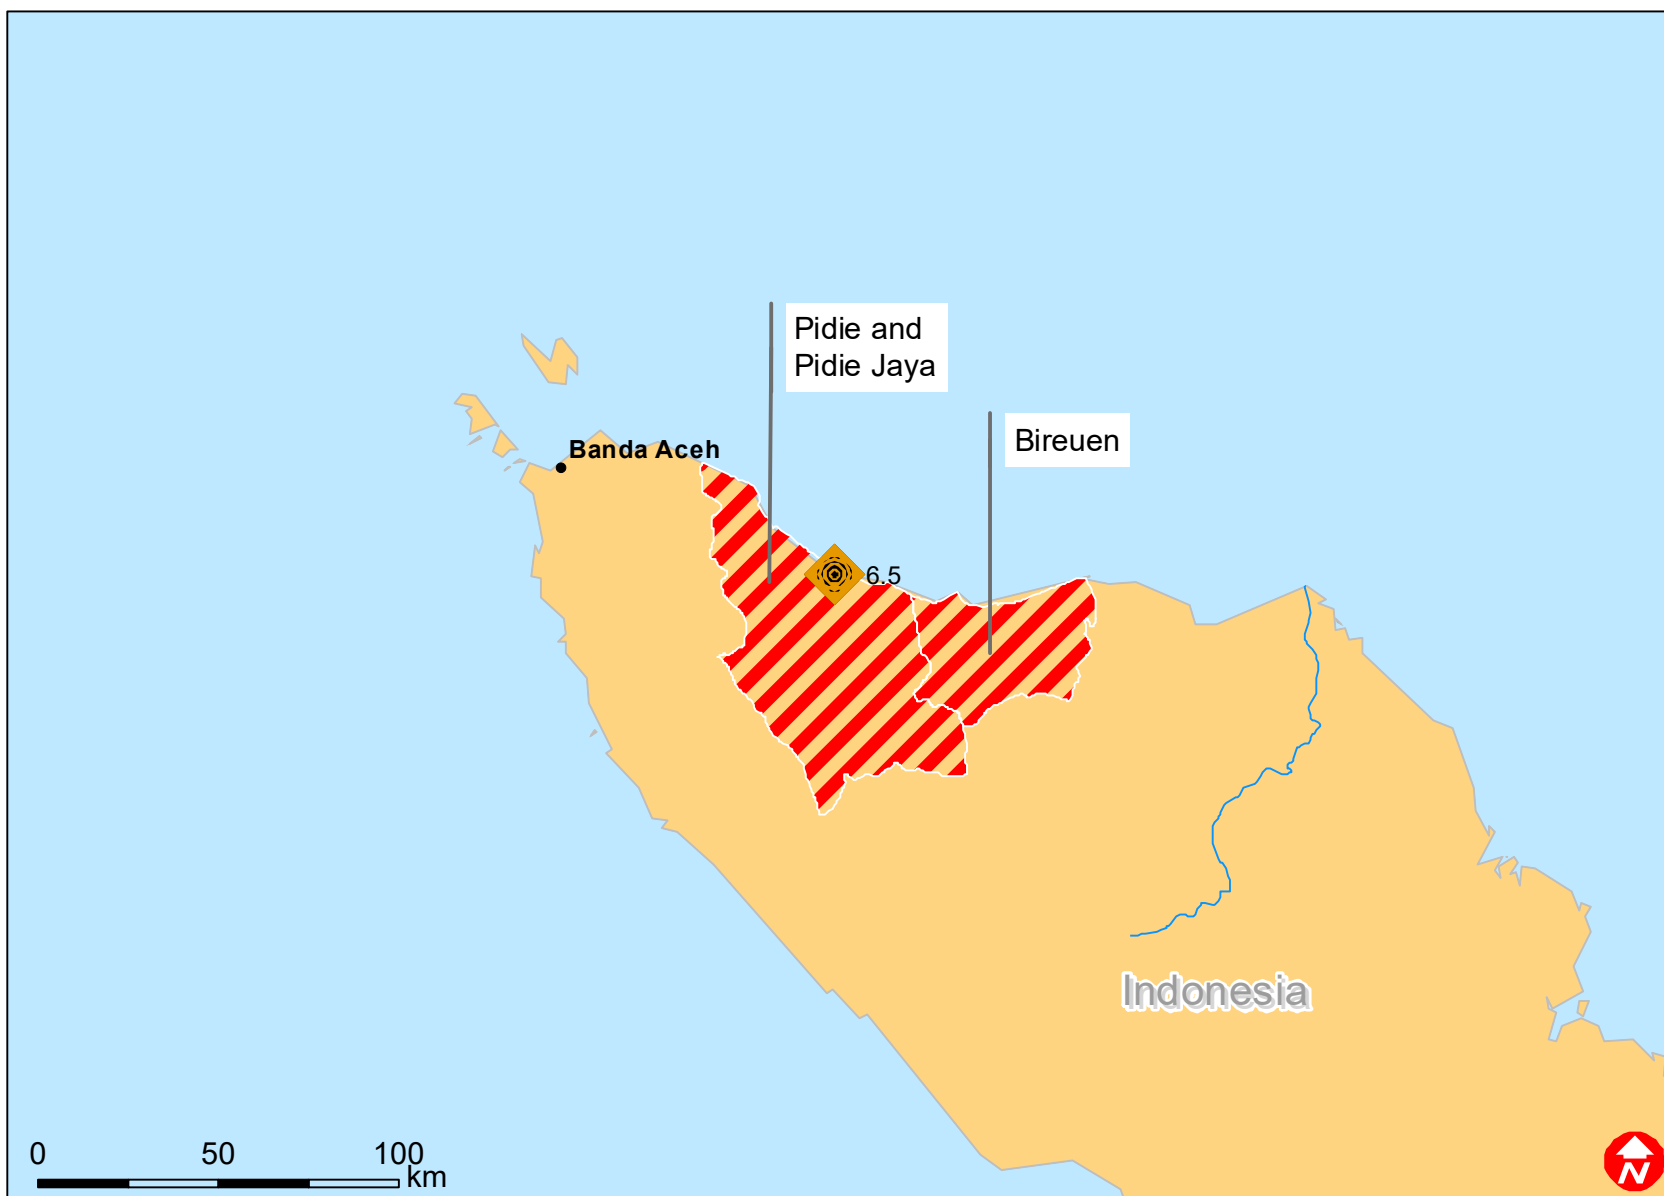 Pidie and
Pidie Jaya
Bireuen
Banda Aceh
6.5
Indonesia
0 50 100
km
N